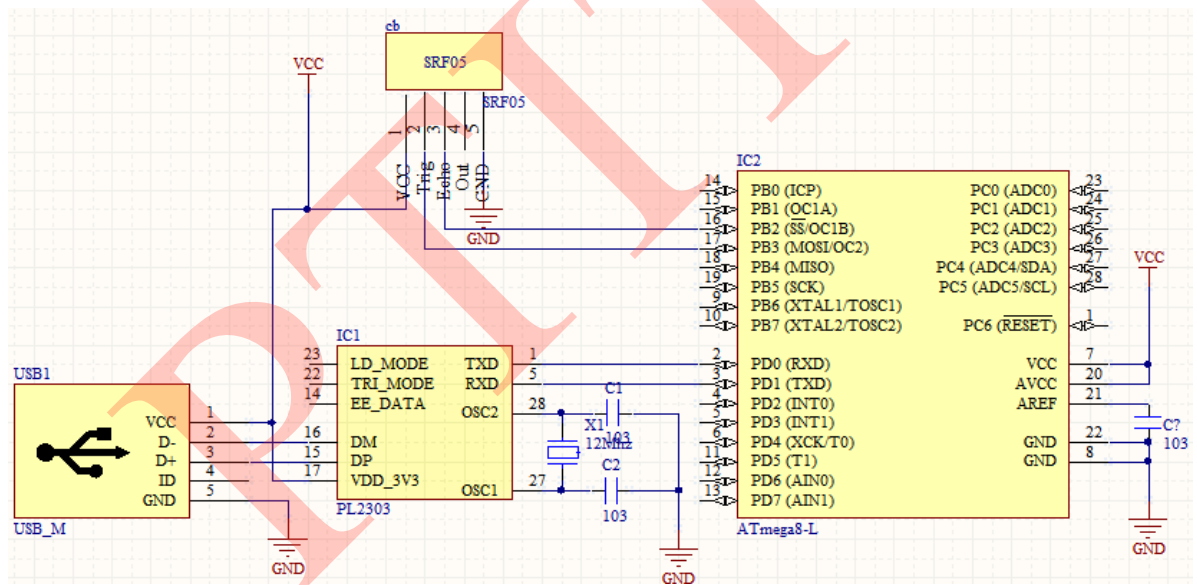 cb
SRF05
SRF05
VCC
1
2
3
4
5
VCC
Trig
Echo
Out
GND
GND
IC2
14 PB0 (ICP) PC0 (ADC0) 23
15 PB1 (OC1A) PC1 (ADC1) 24
16 PB2 (SS/OC1B) PC2 (ADC2) 25
17 PB3 (MOSI/OC2) PC3 (ADC3) 26
18 PB4 (MISO) PC4 (ADC4/SDA) 27
19 PB5 (SCK) PC5 (ADC5/SCL) 28
9 PB6 (XTAL1/TOSC1)
10 PB7 (XTAL2/TOSC2) PC6 (RESET) 1
2 PD0 (RXD) VCC 7
3 PD1 (TXD) AVCC 20
4 PD2 (INT0) AREF 21
5 PD3 (INT1)
6 PD4 (XCK/T0) GND 22
11 PD5 (T1) GND 8
12 PD6 (AIN0)
13 PD7 (AIN1)
ATmega8-L
VCC
C?
103
GND
IC1
23 LD_MODE TXD 1
22 TRI_MODE RXD 5
14 EE_DATA
OSC2 28
16 DM
15 DP
17 VDD_3V3
OSC1 27
PL2303
C1
103
X1
12Mhz
C2
103
GND
USB1
VCC 1
D- 2
D+ 3
ID 4
GND 5
USB_M
GND
PTIT